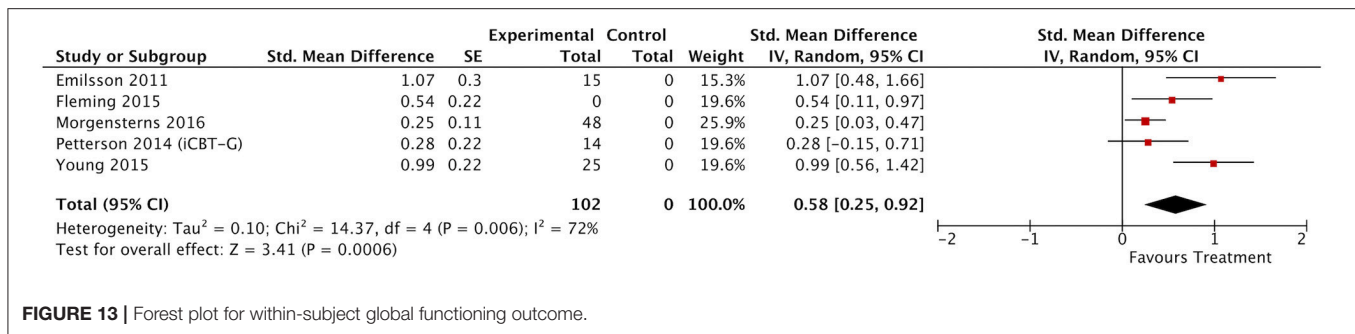 Experimental Control Std. Mean Difference Std. Mean Difference
Study or Subgroup Std. Mean Difference SE Total Total Weight IV, Random, 95% CI IV, Random, 95% CI
Emilsson 2011 1.07 0.3 15 0 15.3% 1.07 [0.48, 1.66]
Fleming 2015 0.54 0.22 0 0 19.6% 0.54 [0.11, 0.97]
Morgensterns 2016 0.25 0.11 48 0 25.9% 0.25 [0.03, 0.47]
Petterson 2014 (iCBT-G) 0.28 0.22 14 0 19.6% 0.28 [-0.15, 0.71]
Young 2015 0.99 0.22 25 0 19.6% 0.99 [0.56, 1.42]
Total (95% CI) 102 0 100.0% 0.58 [0.25, 0.92]
Heterogeneity: Tau² = 0.10; Chi² = 14.37, df = 4 (P = 0.006); I² = 72%
Test for overall effect: Z = 3.41 (P = 0.0006)
-2 -1 0 1 2
Favours Treatment
FIGURE 13 | Forest plot for within-subject global functioning outcome.